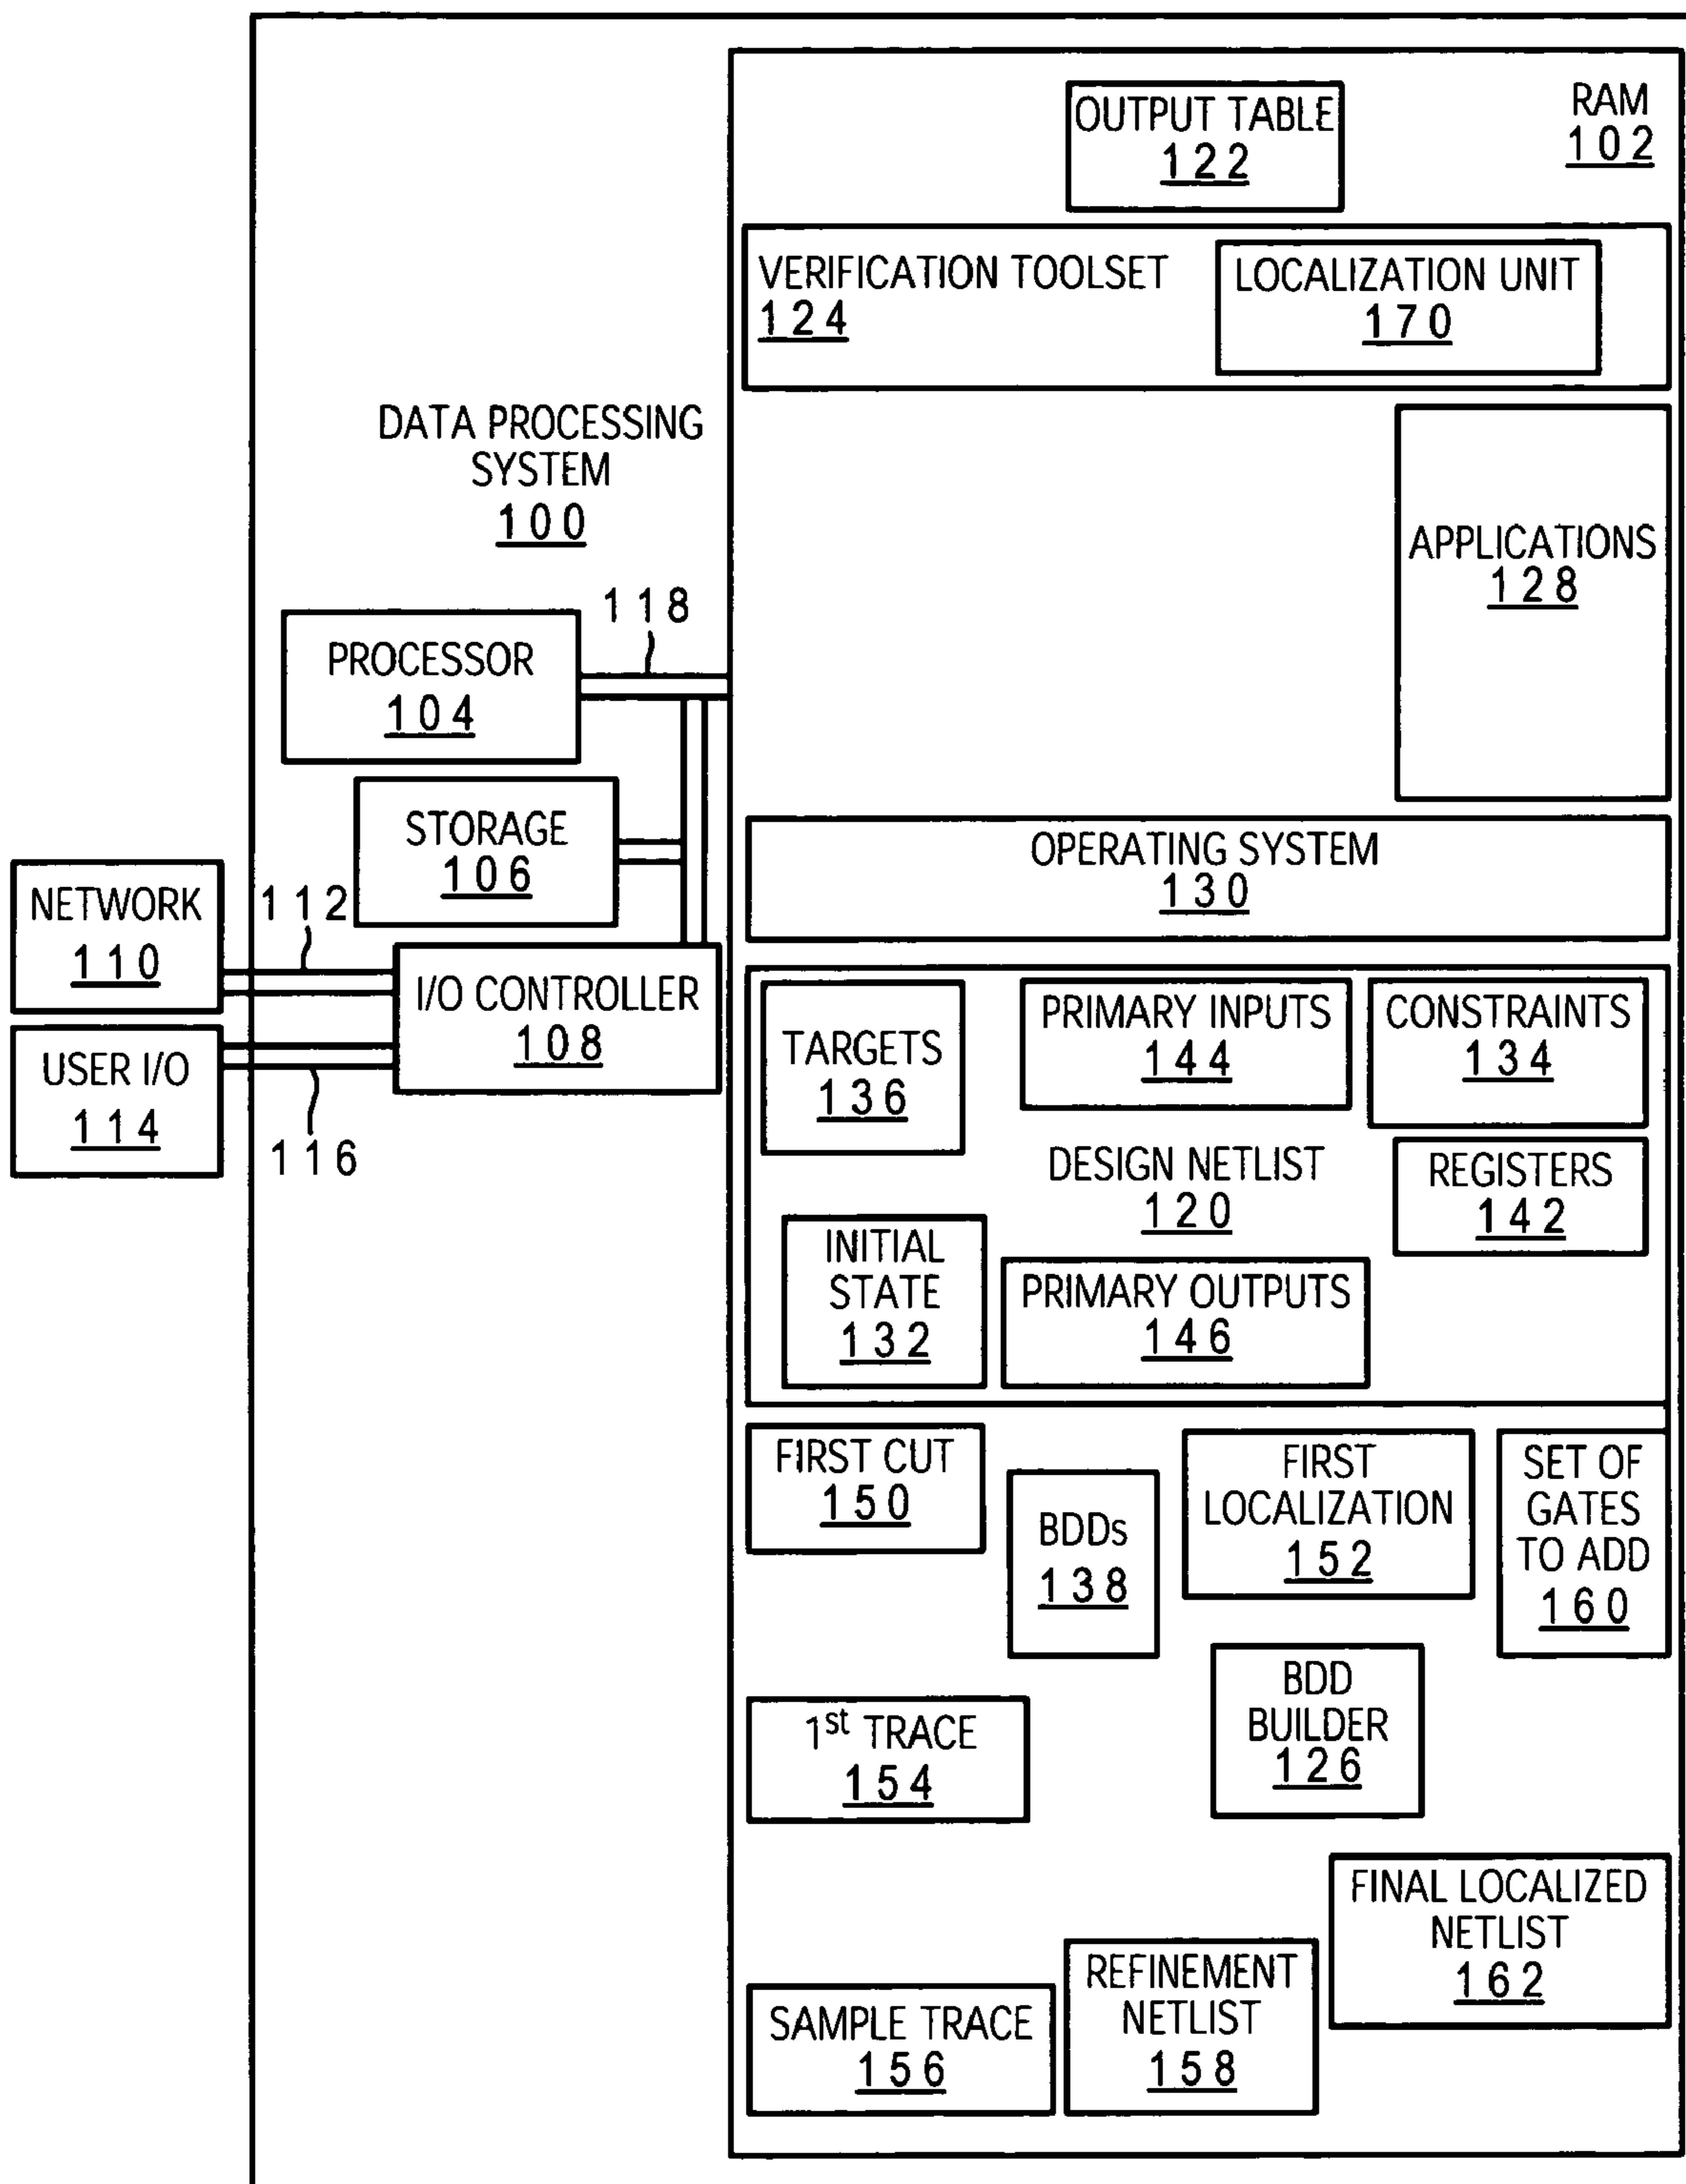 OUTPUT TABLE
122
RAM
102
VERIFICATION TOOLSET
124
LOCALIZATION UNIT
170
DATA PROCESSING
SYSTEM
100
APPLICATIONS
128
118
PROCESSOR
104
STORAGE
106
OPERATING SYSTEM
130
NETWORK
110
112
I/O CONTROLLER
108
USER I/O
114
116
TARGETS
136
PRIMARY INPUTS
144
CONSTRAINTS
134
DESIGN NETLIST
120
REGISTERS
142
INITIAL
STATE
132
PRIMARY OUTPUTS
146
FIRST CUT
150
BDDs
138
FIRST
LOCALIZATION
152
SET OF
GATES
TO ADD
160
1st TRACE
154
BDD
BUILDER
126
FINAL LOCALIZED
NETLIST
162
SAMPLE TRACE
156
REFINEMENT
NETLIST
158